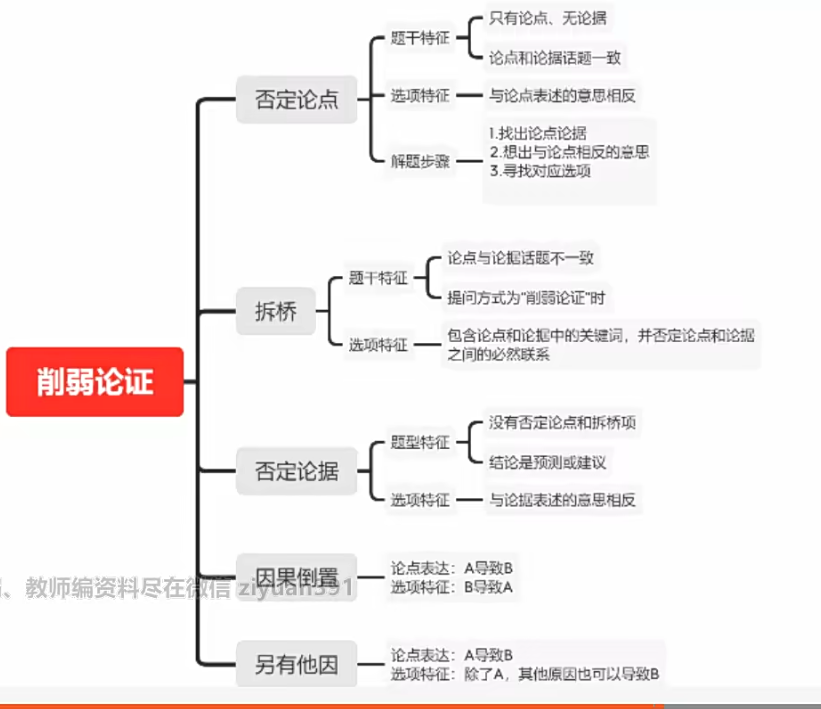 削弱论证
否定论点
题干特征
只有论点、无论据
论点和论据话题一致
选项特征
与论点表述的意思相反
解题步骤
1.找出论点论据
2.想出与论点相反的意思
3.寻找对应选项
拆桥
题干特征
论点与论据话题不一致
提问方式为"削弱论证"时
选项特征
包含论点和论据中的关键词，并否定论点和论据
之间的必然联系
否定论据
题型特征
没有否定论点和拆桥项
结论是预测或建议
选项特征
与论据表述的意思相反
因果倒置
论点表达：A导致B
选项特征：B导致A
、教师编资料尽在微信 ziyuan391
另有他因
论点表达：A导致B
选项特征：除了A，其他原因也可以导致B